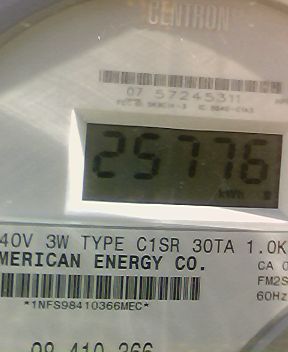 CENTRON
07 57245311
25776
kWh
40V 3W TYPE C1SR 30TA 1.0K
MERICAN ENERGY CO.
CA 0
FM2S
60Hz
*1NFS98410366MEC*
98 410 366